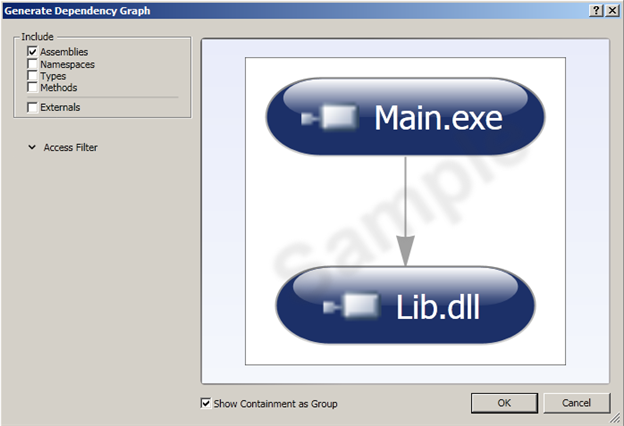 Generate Dependency Graph
Include
Assemblies
Namespaces
Types
Methods
Externals
Access Filter
Main.exe
Sample
Lib.dll
Show Containment as Group
OK
Cancel